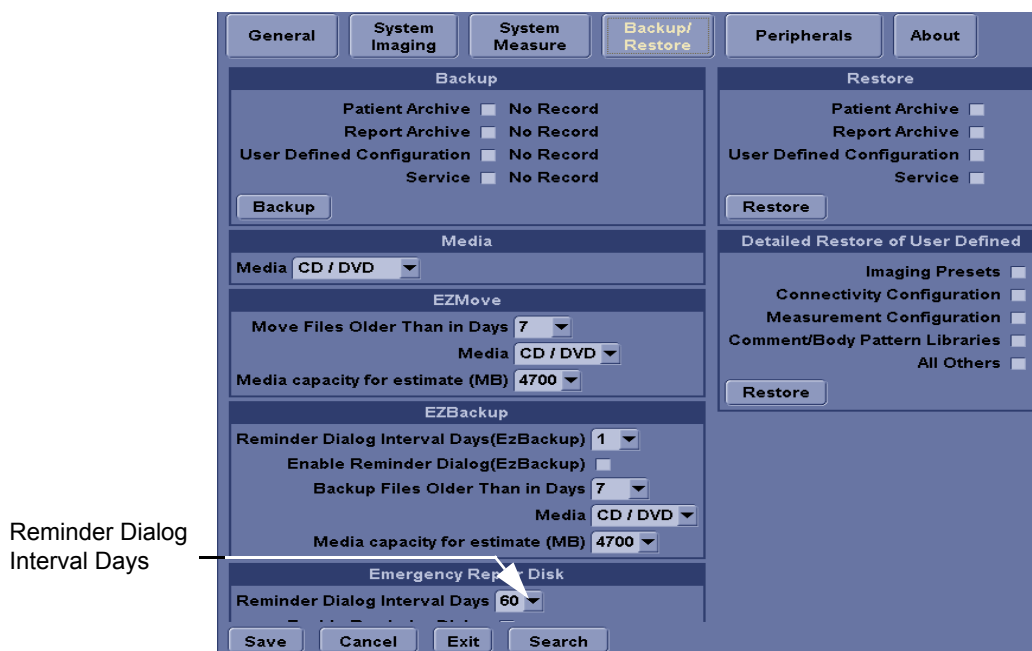 General
System Imaging
System Measure
Backup/ Restore
Peripherals
About
Backup
Patient Archive No Record
Report Archive No Record
User Defined Configuration No Record
Service No Record
Backup
Media
Media CD / DVD
EZMove
Move Files Older Than in Days 7
Media CD / DVD
Media capacity for estimate (MB) 4700
EZBackup
Reminder Dialog Interval Days(EzBackup) 1
Enable Reminder Dialog(EzBackup)
Backup Files Older Than in Days 7
Media CD / DVD
Media capacity for estimate (MB) 4700
Emergency Repair Disk
Reminder Dialog Interval Days 60
Restore
Patient Archive
Report Archive
User Defined Configuration
Service
Restore
Detailed Restore of User Defined
Imaging Presets
Connectivity Configuration
Measurement Configuration
Comment/Body Pattern Libraries
All Others
Restore
Save
Cancel
Exit
Search
Reminder Dialog
Interval Days